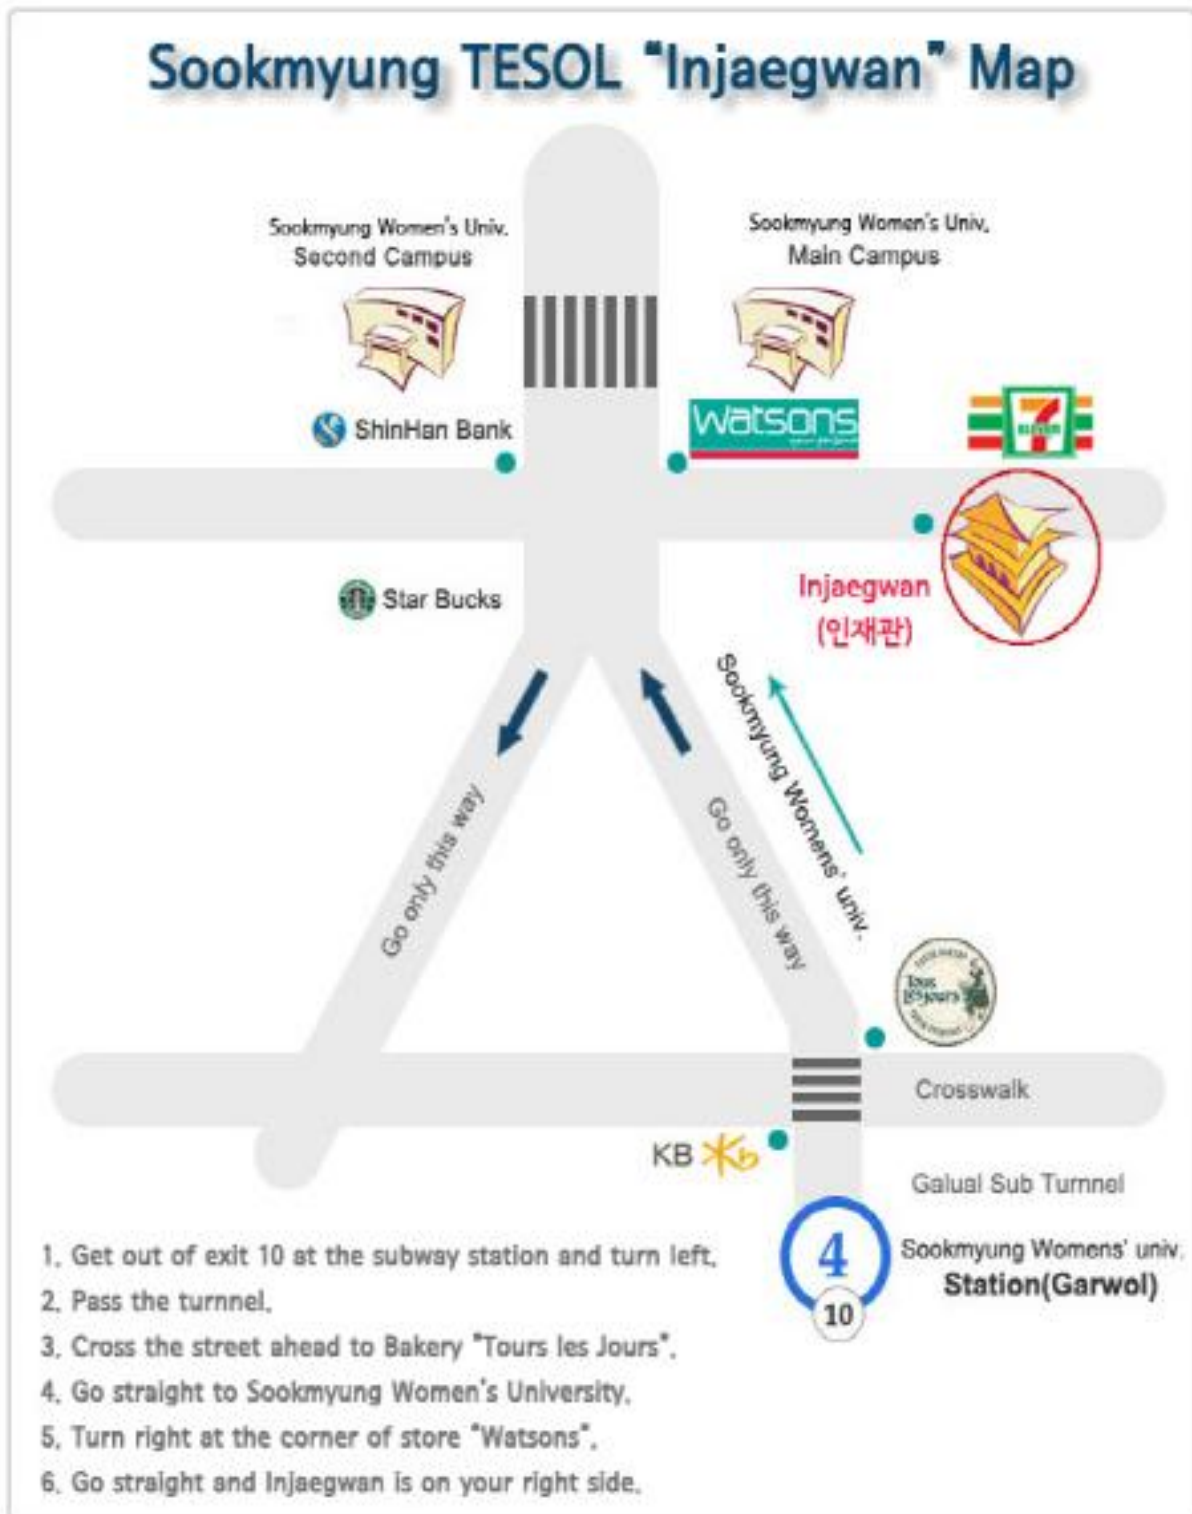 Sookmyung TESOL "Injaegwan" Map
Sookmyung Women's Univ.
Second Campus
Sookmyung Women's Univ.
Main Campus
ShinHan Bank
watsons
7
ELEVEN
Star Bucks
Injaegwan
(인재관)
Sookmyung Womens' univ.
Go only this way
Go only this way
Tous
Les Jours
Crosswalk
KB
Galual Sub Turnnel
4
10
Sookmyung Womens' univ.
Station(Garwol)
1. Get out of exit 10 at the subway station and turn left.
2. Pass the turnnel.
3. Cross the street ahead to Bakery "Tours les Jours".
4. Go straight to Sookmyung Women's University.
5. Turn right at the corner of store "Watsons".
6. Go straight and Injaegwan is on your right side.